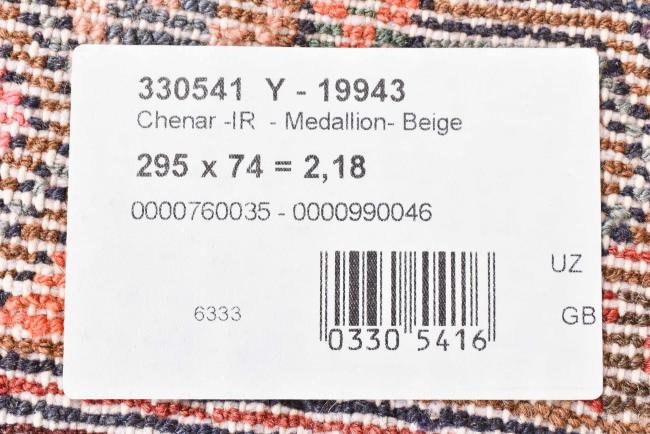 330541 Y - 19943
Chenar -IR - Medallion- Beige
295 x 74 = 2,18
0000760035 - 0000990046
UZ
6333
GB
0330 5416